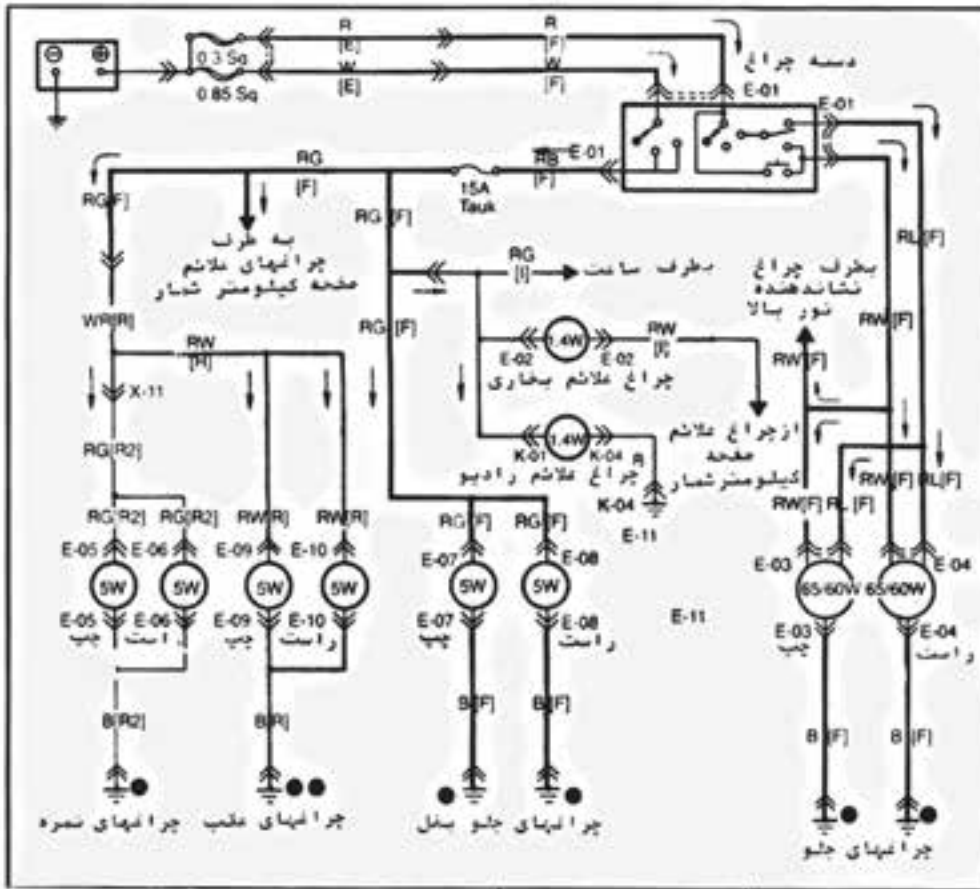 R
[E]
R
[F]
0.3 Sq
W
[E]
W
[F]
0.85 Sq
دسته چراغ
E-01
E-01
E-01
RB
[F]
15A
Tauk
RG
[F]
RG[F]
RG [F]
به طرف
چراغهای علائم
صفحه کیلومتر شمار
RG
[I]
بطرف ساعت
بطرف چراغ
نشاندهنده
نور بالا
RL[F]
RW[F]
RW[F]
WR[R]
RW
[R]
RG [F]
X-11
E-02
1.4W
E-02
RW
[I]
چراغ علائم بخاری
ازچراغ علائم
صفحه
کیلومترشمار
K-01
1.4W
K-04
R
چراغ علائم رادیو
K-04
E-11
RG[R2]
RG[R2]
RG[R2]
RW[R]
RW[R]
RG[F]
RG[F]
RW[F]
RL[F]
RW[F]
RL[F]
E-05
E-06
E-09
E-10
E-07
E-08
E-03
E-04
5W
5W
5W
5W
5W
5W
65/60W
65/60W
E-05
چپ
E-06
راست
E-09
چپ
E-10
راست
E-07
چپ
E-08
راست
E-11
E-03
چپ
E-04
راست
B[R2]
B[R]
B[F]
B[F]
B [F]
B [F]
چراغهای نمره
چراغهای عقب
چراغهای جلو بغل
چراغهای جلو